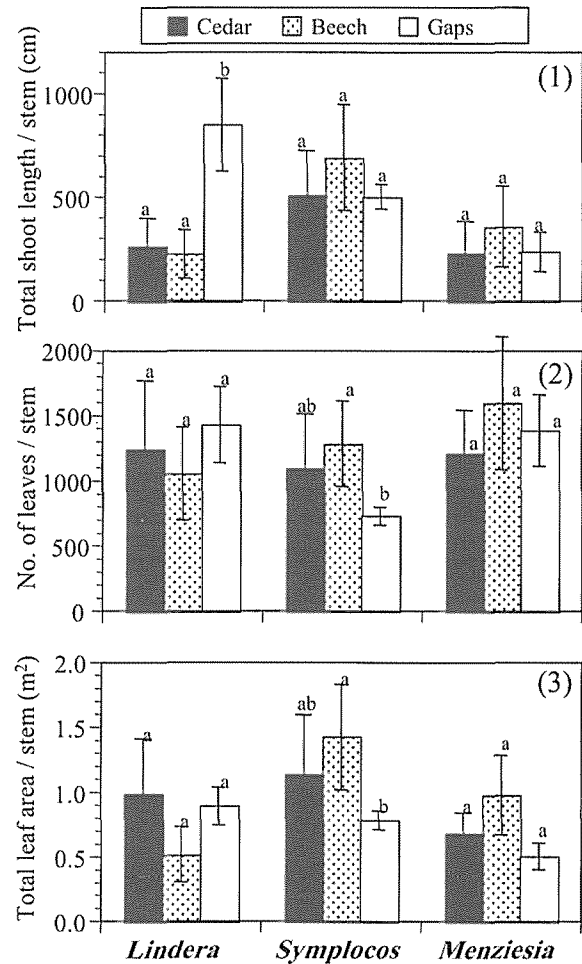 Cedar Beech Gaps
(1)
Total shoot length / stem (cm)
1000
500
0
a a b a a a a a a
(2)
No. of leaves / stem
2000
1500
1000
500
0
a a a ab a b a a a
(3)
Total leaf area / stem (m²)
2.0
1.5
1.0
0.5
0.0
a a a ab a b a a a
Lindera Symplocos Menziesia